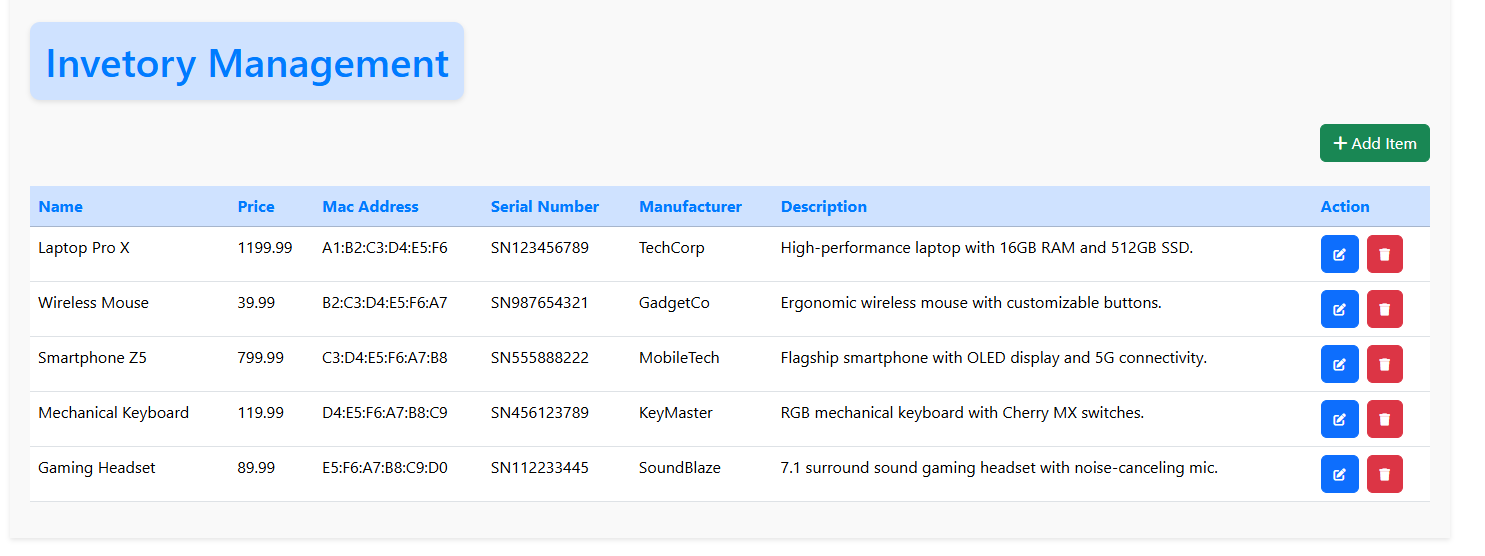 Invetory Management
Add Item
Name Price Mac Address Serial Number Manufacturer Description Action
Laptop Pro X 1199.99 A1:B2:C3:D4:E5:F6 SN123456789 TechCorp High-performance laptop with 16GB RAM and 512GB SSD.
Wireless Mouse 39.99 B2:C3:D4:E5:F6:A7 SN987654321 GadgetCo Ergonomic wireless mouse with customizable buttons.
Smartphone Z5 799.99 C3:D4:E5:F6:A7:B8 SN555888222 MobileTech Flagship smartphone with OLED display and 5G connectivity.
Mechanical Keyboard 119.99 D4:E5:F6:A7:B8:C9 SN456123789 KeyMaster RGB mechanical keyboard with Cherry MX switches.
Gaming Headset 89.99 E5:F6:A7:B8:C9:D0 SN112233445 SoundBlaze 7.1 surround sound gaming headset with noise-canceling mic.